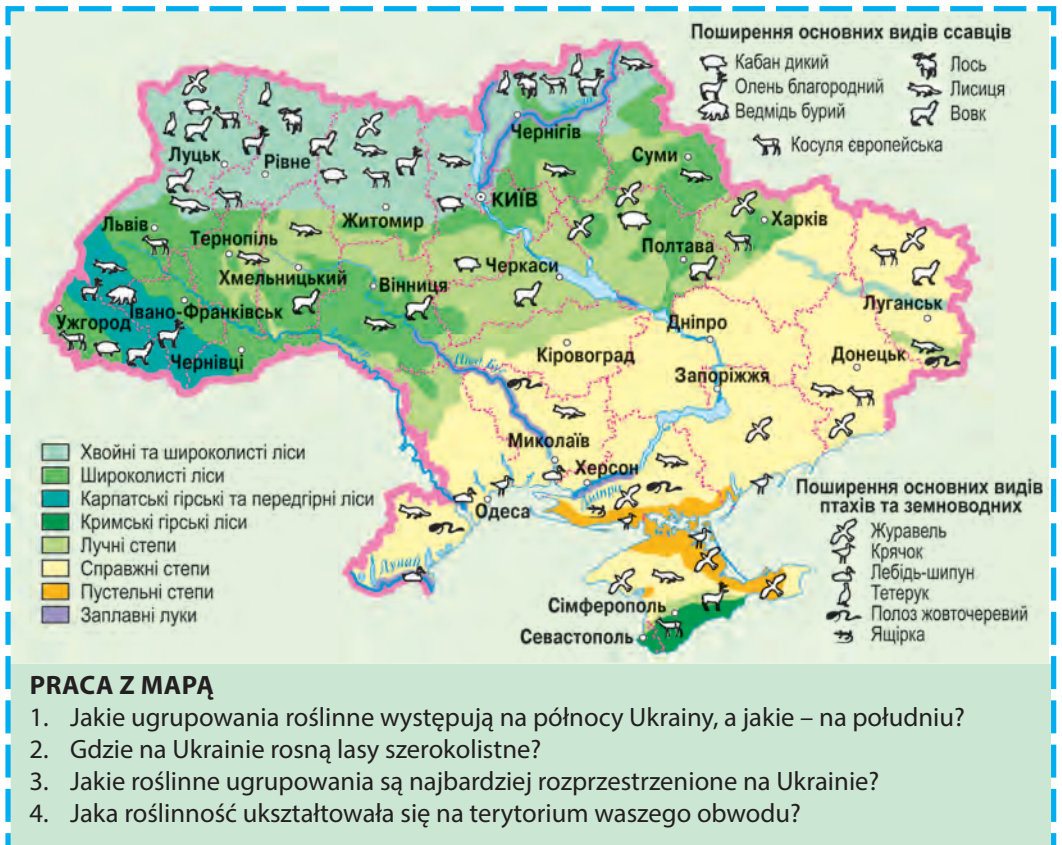 Поширення основних видів ссавців
Кабан дикий
Олень благородний
Ведмідь бурий
Лось
Лисиця
Вовк
Косуля європейська
Чернігів
Луцьк
Рівне
Суми
КИЇВ
Житомир
Львів
Тернопіль
Харків
Полтава
Хмельницький
Вінниця
Черкаси
Луганськ
Ужгород
Івано-Франківськ
Чернівці
Дніпро
Кіровоград
Донецьк
Запоріжжя
Миколаїв
Херсон
Одеса
Дніпро
Дунай
Сімферополь
Севастополь
Хвойні та широколисті ліси
Широколисті ліси
Карпатські гірські та передгірні ліси
Кримські гірські ліси
Лучні степи
Справжні степи
Пустельні степи
Заплавні луки
Поширення основних видів
птахів та земноводних
Журавель
Крячок
Лебідь-шипун
Тетерук
Полоз жовточеревий
Ящірка
PRACA Z MAPĄ
1. Jakie ugrupowania roślinne występują na północy Ukrainy, a jakie – na południu?
2. Gdzie na Ukrainie rosną lasy szerokolistne?
3. Jakie roślinne ugrupowania są najbardziej rozprzestrzenione na Ukrainie?
4. Jaka roślinność ukształtowała się na terytorium waszego obwodu?